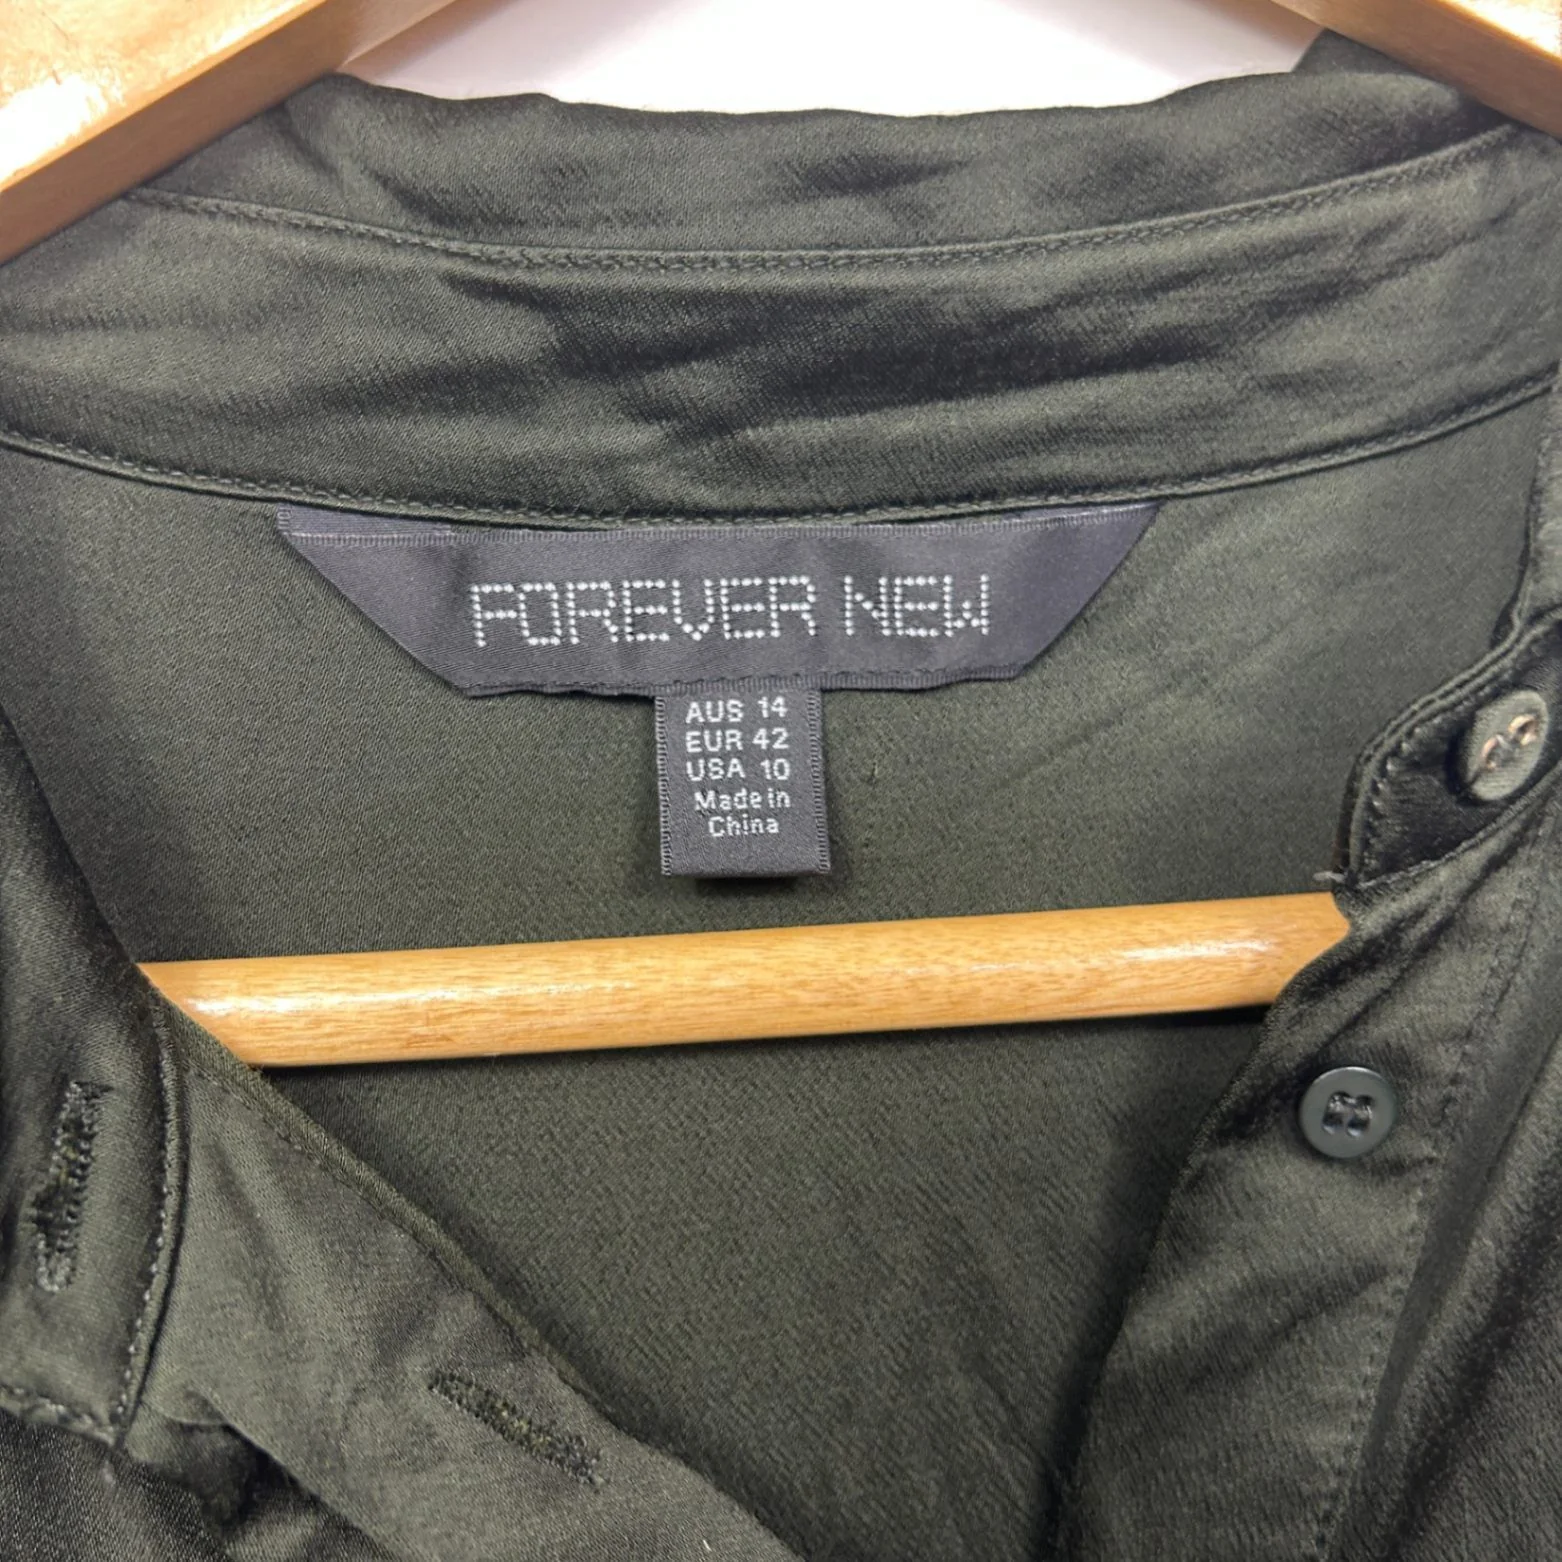 FOREVER NEW
AUS 14
EUR 42
USA 10
Made in
China